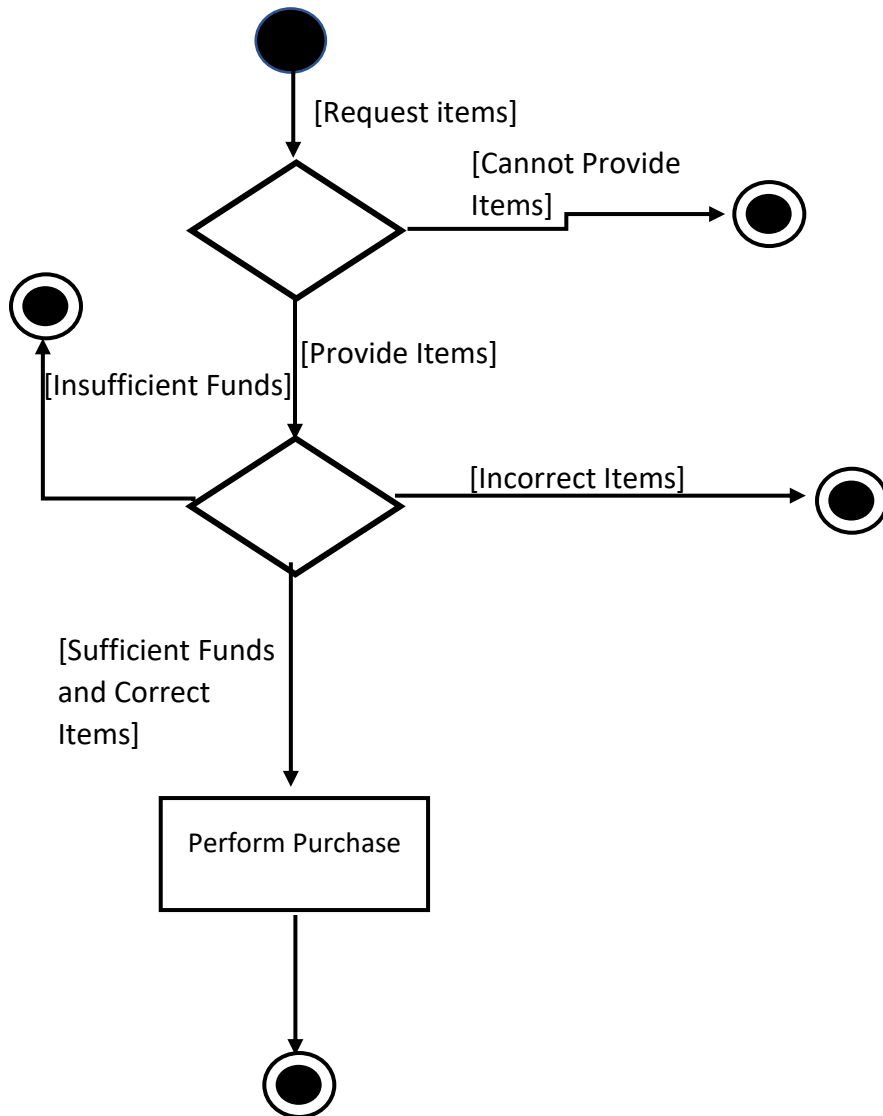 [Request items]
[Cannot Provide
Items]
[Provide Items]
[Insufficient Funds]
[Incorrect Items]
[Sufficient Funds
and Correct
Items]
Perform Purchase